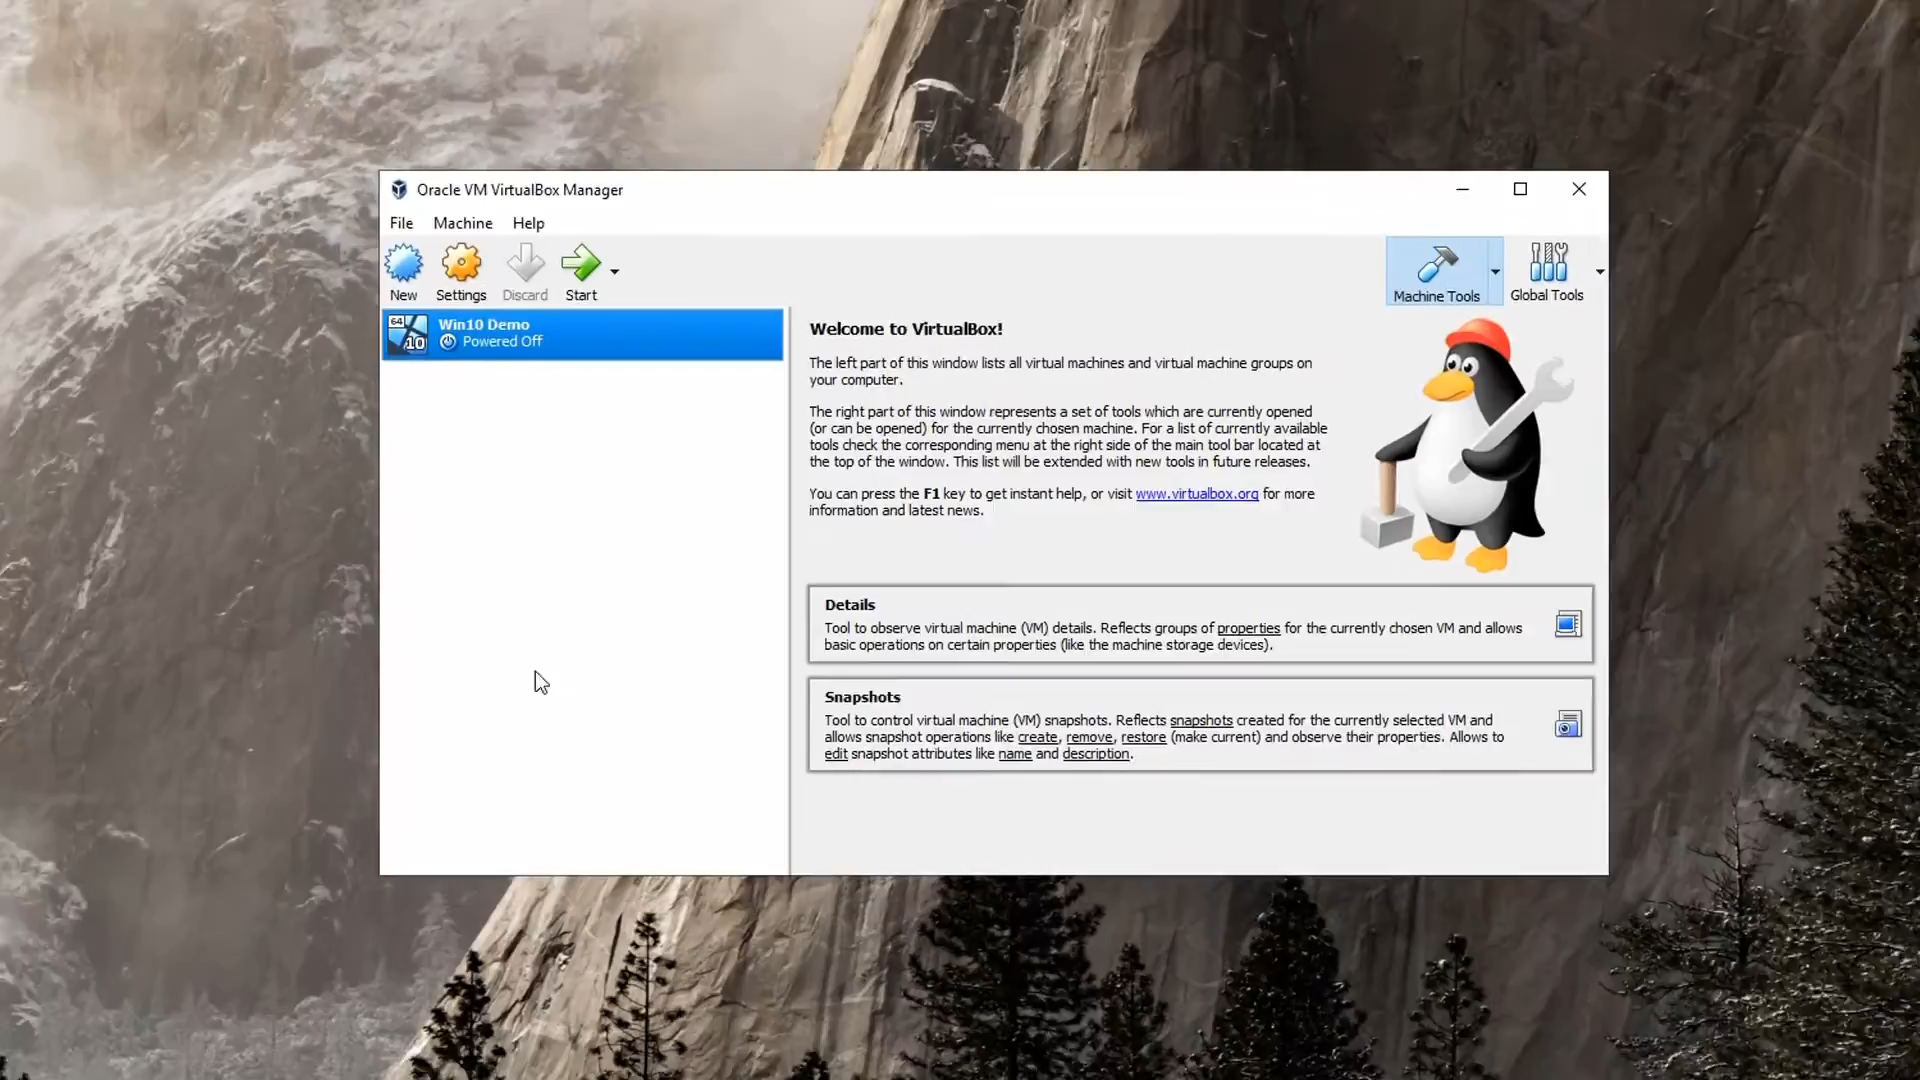 Oracle VM VirtualBox Manager
File Machine Help
New Settings Discard Start
Machine Tools Global Tools
64
10
Win10 Demo
Powered Off
Welcome to VirtualBox!
The left part of this window lists all virtual machines and virtual machine groups on
your computer.
The right part of this window represents a set of tools which are currently opened
(or can be opened) for the currently chosen machine. For a list of currently available
tools check the corresponding menu at the right side of the main tool bar located at
the top of the window. This list will be extended with new tools in future releases.
You can press the F1 key to get instant help, or visit www.virtualbox.org for more
information and latest news.
Details
Tool to observe virtual machine (VM) details. Reflects groups of properties for the currently chosen VM and allows
basic operations on certain properties (like the machine storage devices).
Snapshots
Tool to control virtual machine (VM) snapshots. Reflects snapshots created for the currently selected VM and
allows snapshot operations like create, remove, restore (make current) and observe their properties. Allows to
edit snapshot attributes like name and description.